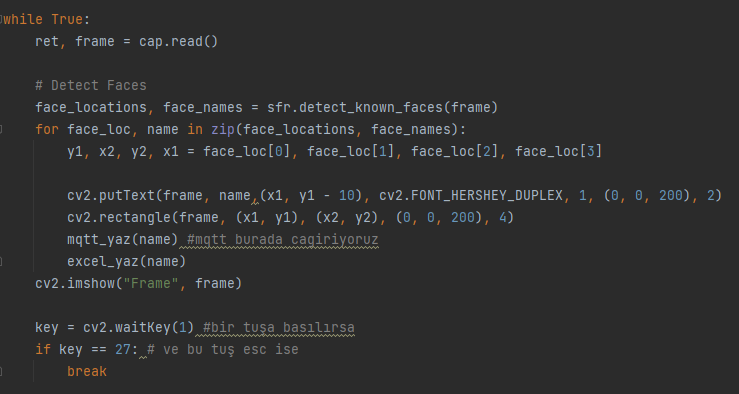 while True:
    ret, frame = cap.read()

    # Detect Faces
    face_locations, face_names = sfr.detect_known_faces(frame)
    for face_loc, name in zip(face_locations, face_names):
        y1, x2, y2, x1 = face_loc[0], face_loc[1], face_loc[2], face_loc[3]

        cv2.putText(frame, name,(x1, y1 - 10), cv2.FONT_HERSHEY_DUPLEX, 1, (0, 0, 200), 2)
        cv2.rectangle(frame, (x1, y1), (x2, y2), (0, 0, 200), 4)
        mqtt_yaz(name) #mqtt burada cagiriyoruz
        excel_yaz(name)
    cv2.imshow("Frame", frame)

    key = cv2.waitKey(1) #bir tuşa basılırsa
    if key == 27: # ve bu tuş esc ise
        break